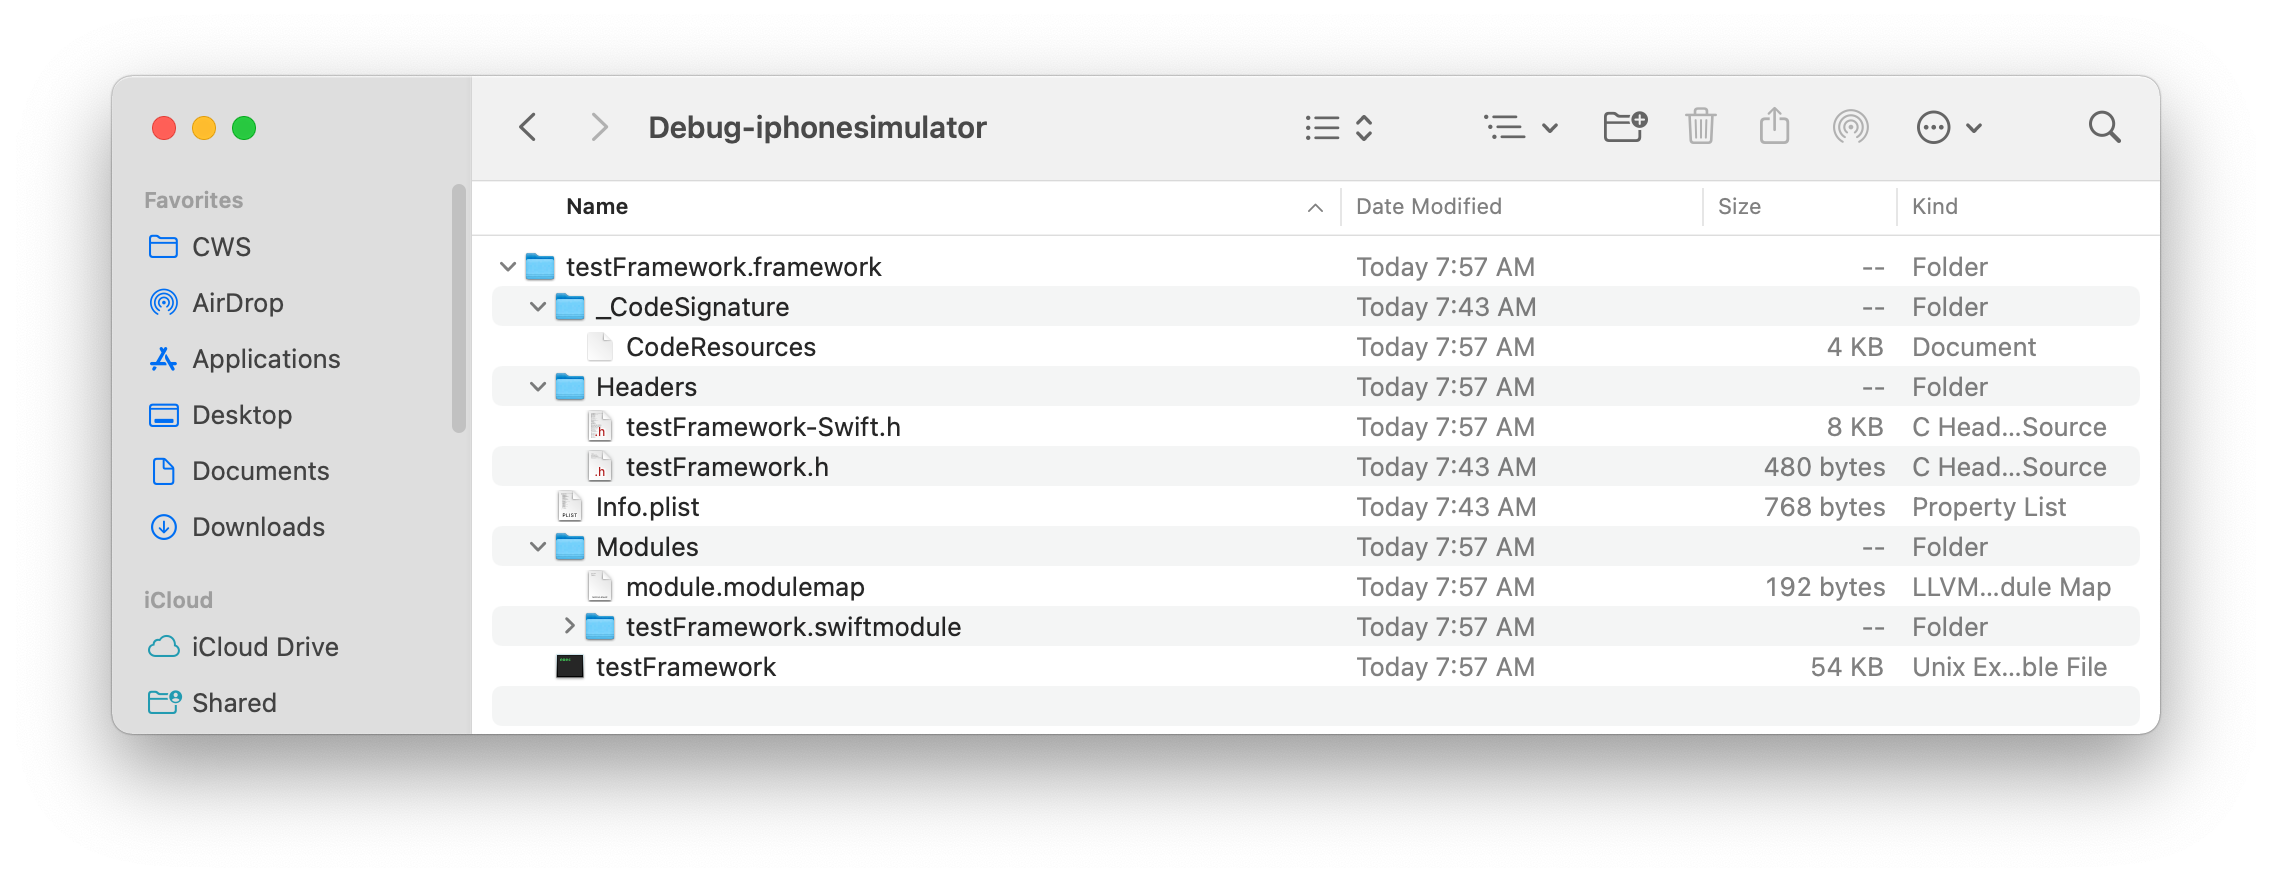 Debug-iphonesimulator
Favorites
CWS
AirDrop
Applications
Desktop
Documents
Downloads
iCloud
iCloud Drive
Shared
Name Date Modified Size Kind
testFramework.framework Today 7:57 AM -- Folder
_CodeSignature Today 7:43 AM -- Folder
CodeResources Today 7:57 AM 4 KB Document
Headers Today 7:57 AM -- Folder
testFramework-Swift.h Today 7:57 AM 8 KB C Head...Source
testFramework.h Today 7:43 AM 480 bytes C Head...Source
Info.plist Today 7:43 AM 768 bytes Property List
Modules Today 7:57 AM -- Folder
module.modulemap Today 7:57 AM 192 bytes LLVM...dule Map
testFramework.swiftmodule Today 7:57 AM -- Folder
testFramework Today 7:57 AM 54 KB Unix Ex...ble File